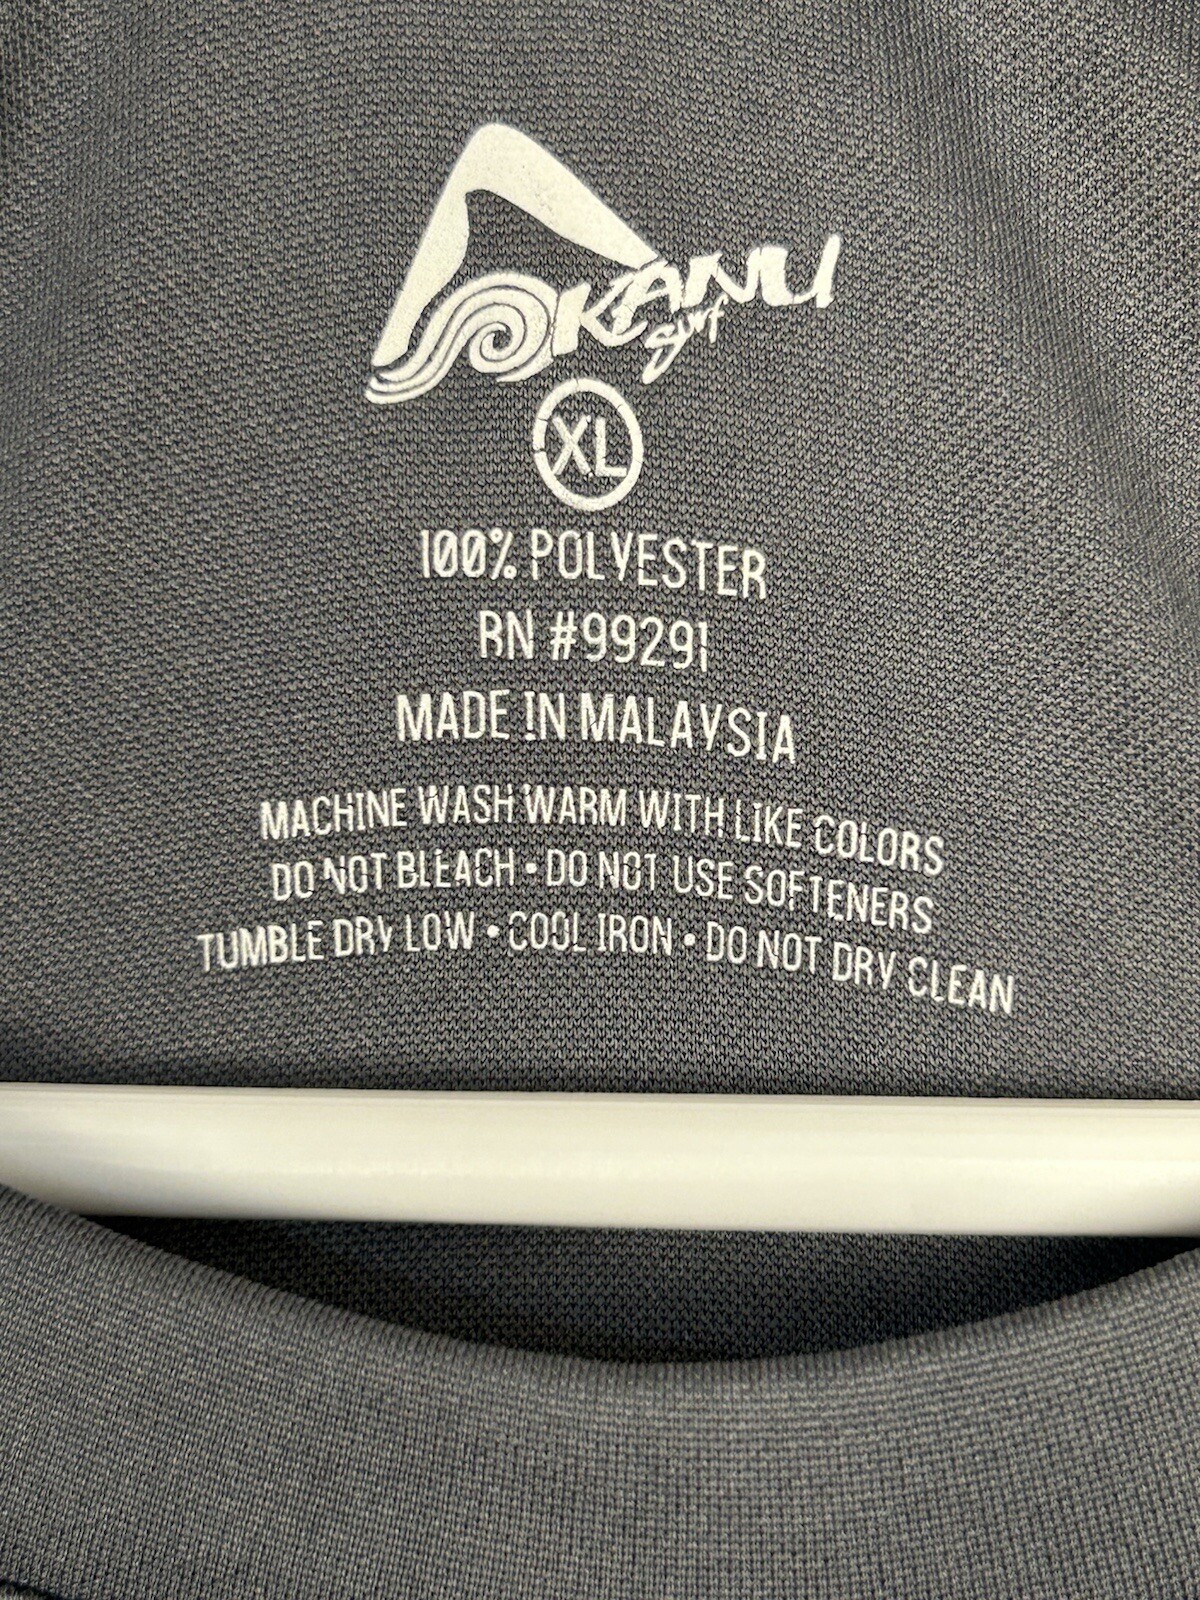 KANU
surf
XL
100% POLYESTER
RN #99291
MADE IN MALAYSIA
MACHINE WASH WARM WITH LIKE COLORS
DO NOT BLEACH • DO NOT USE SOFTENERS
TUMBLE DRY LOW • COOL IRON • DO NOT DRY CLEAN